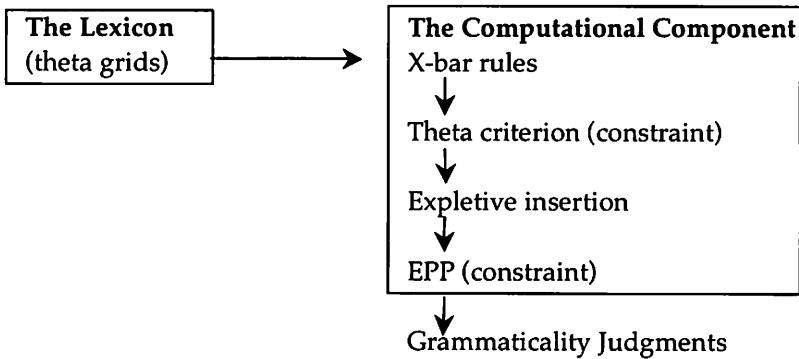 The Lexicon
(theta grids)
The Computational Component
X-bar rules
Theta criterion (constraint)
Expletive insertion
EPP (constraint)
Grammaticality Judgments